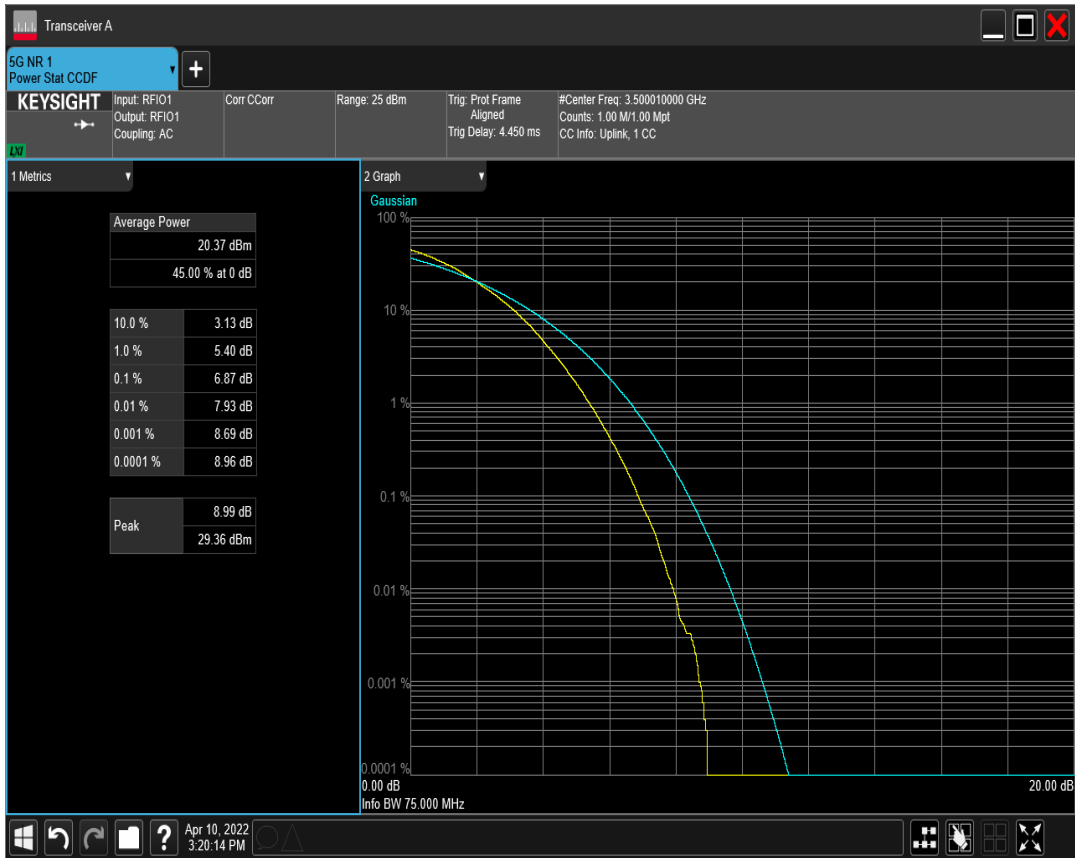 Transceiver A
5G NR 1
Power Stat CCDF
+
KEYSIGHT
LXI
Input: RFIO1
Output: RFIO1
Coupling: AC
Corr CCorr
Range: 25 dBm
Trig: Prot Frame
Aligned
Trig Delay: 4.450 ms
#Center Freq: 3.500010000 GHz
Counts: 1.00 M/1.00 Mpt
CC Info: Uplink, 1 CC
1 Metrics
Average Power
20.37 dBm
45.00 % at 0 dB
10.0 % 3.13 dB
1.0 % 5.40 dB
0.1 % 6.87 dB
0.01 % 7.93 dB
0.001 % 8.69 dB
0.0001 % 8.96 dB
Peak
8.99 dB
29.36 dBm
2 Graph
Gaussian
100 %
10 %
1 %
0.1 %
0.01 %
0.001 %
0.0001 %
0.00 dB
20.00 dB
Info BW 75.000 MHz
?
Apr 10, 2022
3:20:14 PM